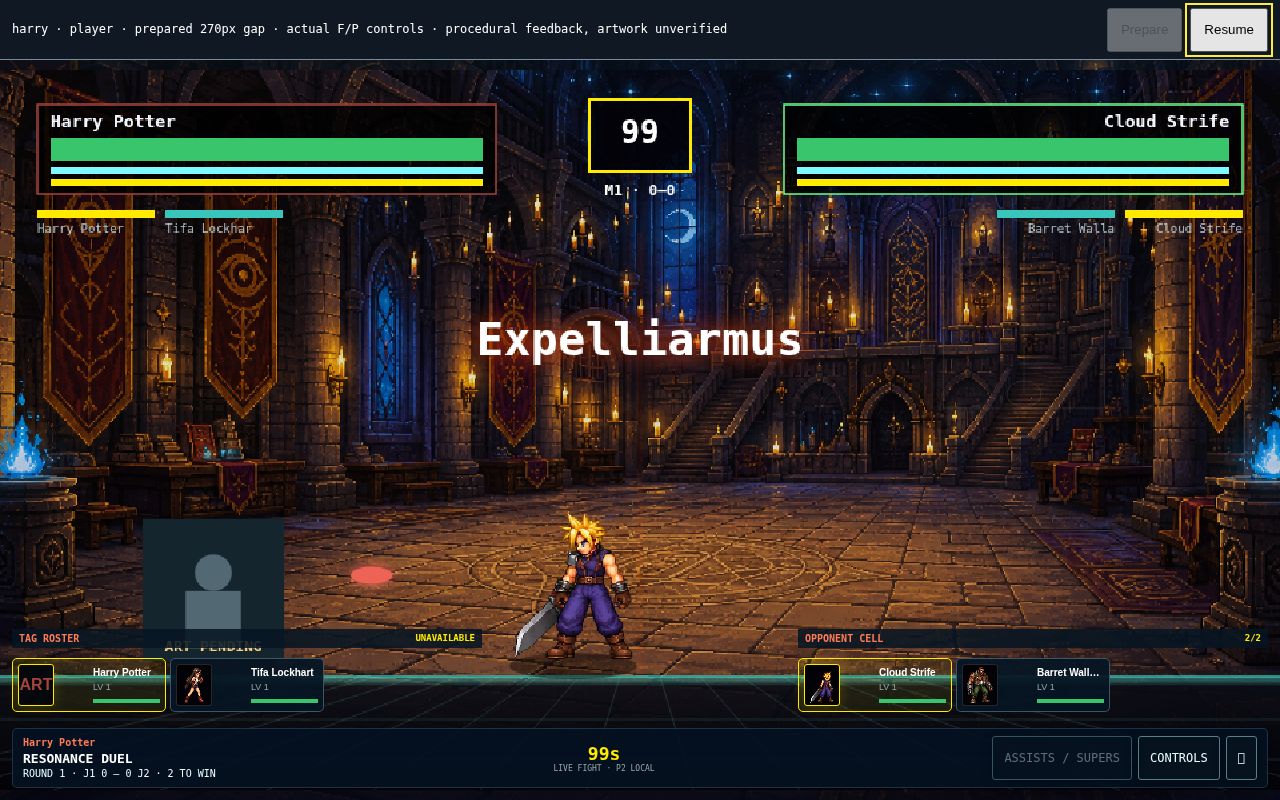 harry · player · prepared 270px gap · actual F/P controls · procedural feedback, artwork unverified
Prepare
Resume
Harry Potter
99
Cloud Strife
M1 · 0–0
Harry Potter
Tifa Lockhar
Barret Walla
Cloud Strife
Expelliarmus
ART PENDING
TAG ROSTER
UNAVAILABLE
OPPONENT CELL
2/2
ART
Harry Potter
LV 1
Tifa Lockhart
LV 1
Cloud Strife
LV 1
Barret Wall...
LV 1
Harry Potter
RESONANCE DUEL
ROUND 1 · J1 0 – 0 J2 · 2 TO WIN
99s
LIVE FIGHT · P2 LOCAL
ASSISTS / SUPERS
CONTROLS